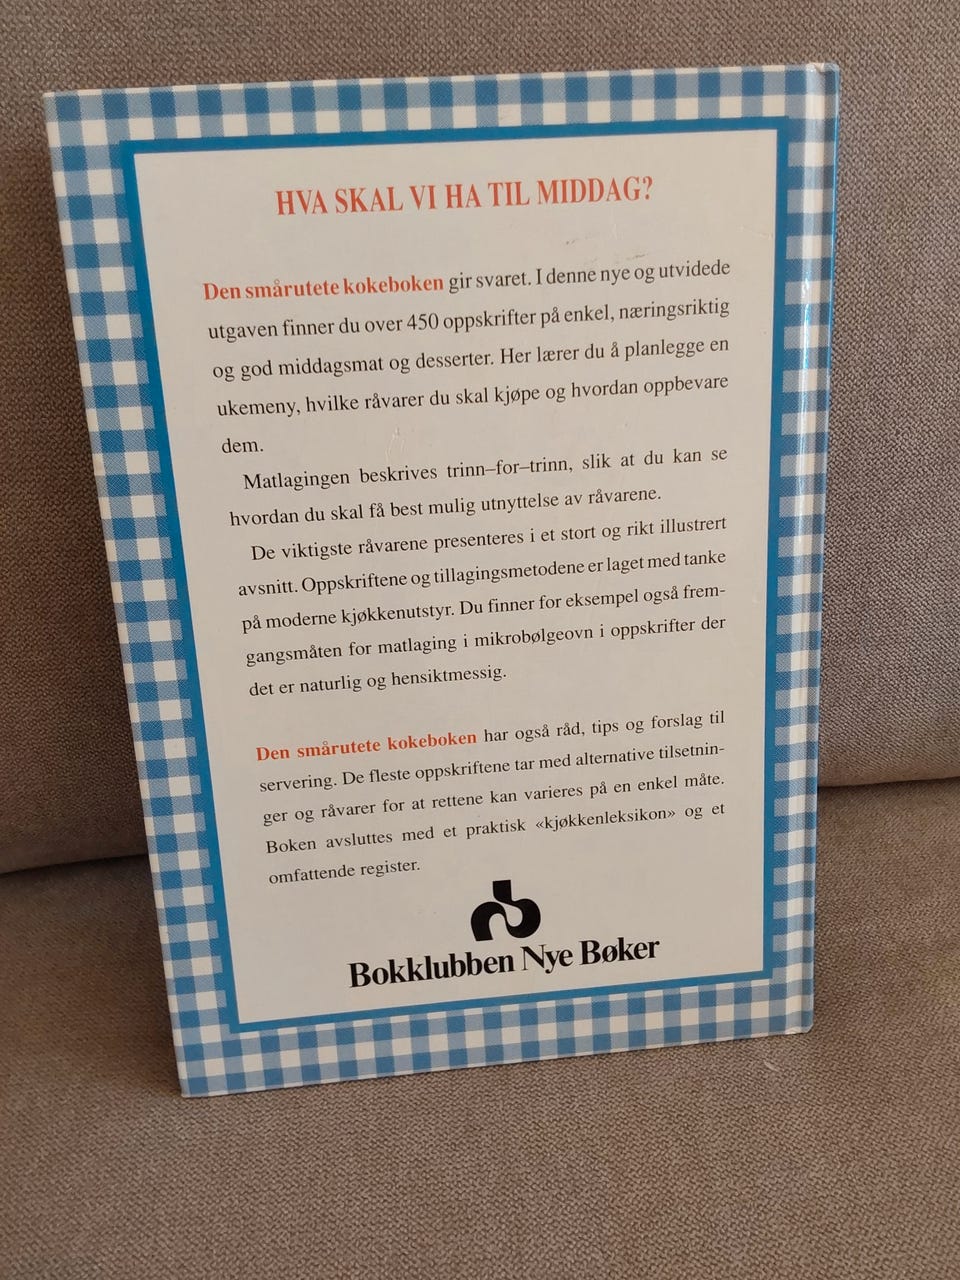 HVA SKAL VI HA TIL MIDDAG?
Den smårutete kokeboken gir svaret. I denne nye og utvidede
utgaven finner du over 450 oppskrifter på enkel, næringsriktig
og god middagsmat og desserter. Her lærer du å planlegge en
ukemeny, hvilke råvarer du skal kjøpe og hvordan oppbevare
dem.
Matlagingen beskrives trinn–for–trinn, slik at du kan se
hvordan du skal få best mulig utnyttelse av råvarene.
De viktigste råvarene presenteres i et stort og rikt illustrert
avsnitt. Oppskriftene og tillagingsmetodene er laget med tanke
på moderne kjøkkenutstyr. Du finner for eksempel også frem-
gangsmåten for matlaging i mikrobølgeovn i oppskrifter der
det er naturlig og hensiktmessig.
Den smårutete kokeboken har også råd, tips og forslag til
servering. De fleste oppskriftene tar med alternative tilsetnin-
ger og råvarer for at rettene kan varieres på en enkel måte.
Boken avsluttes med et praktisk «kjøkkenleksikon» og et
omfattende register.
Bokklubben Nye Bøker